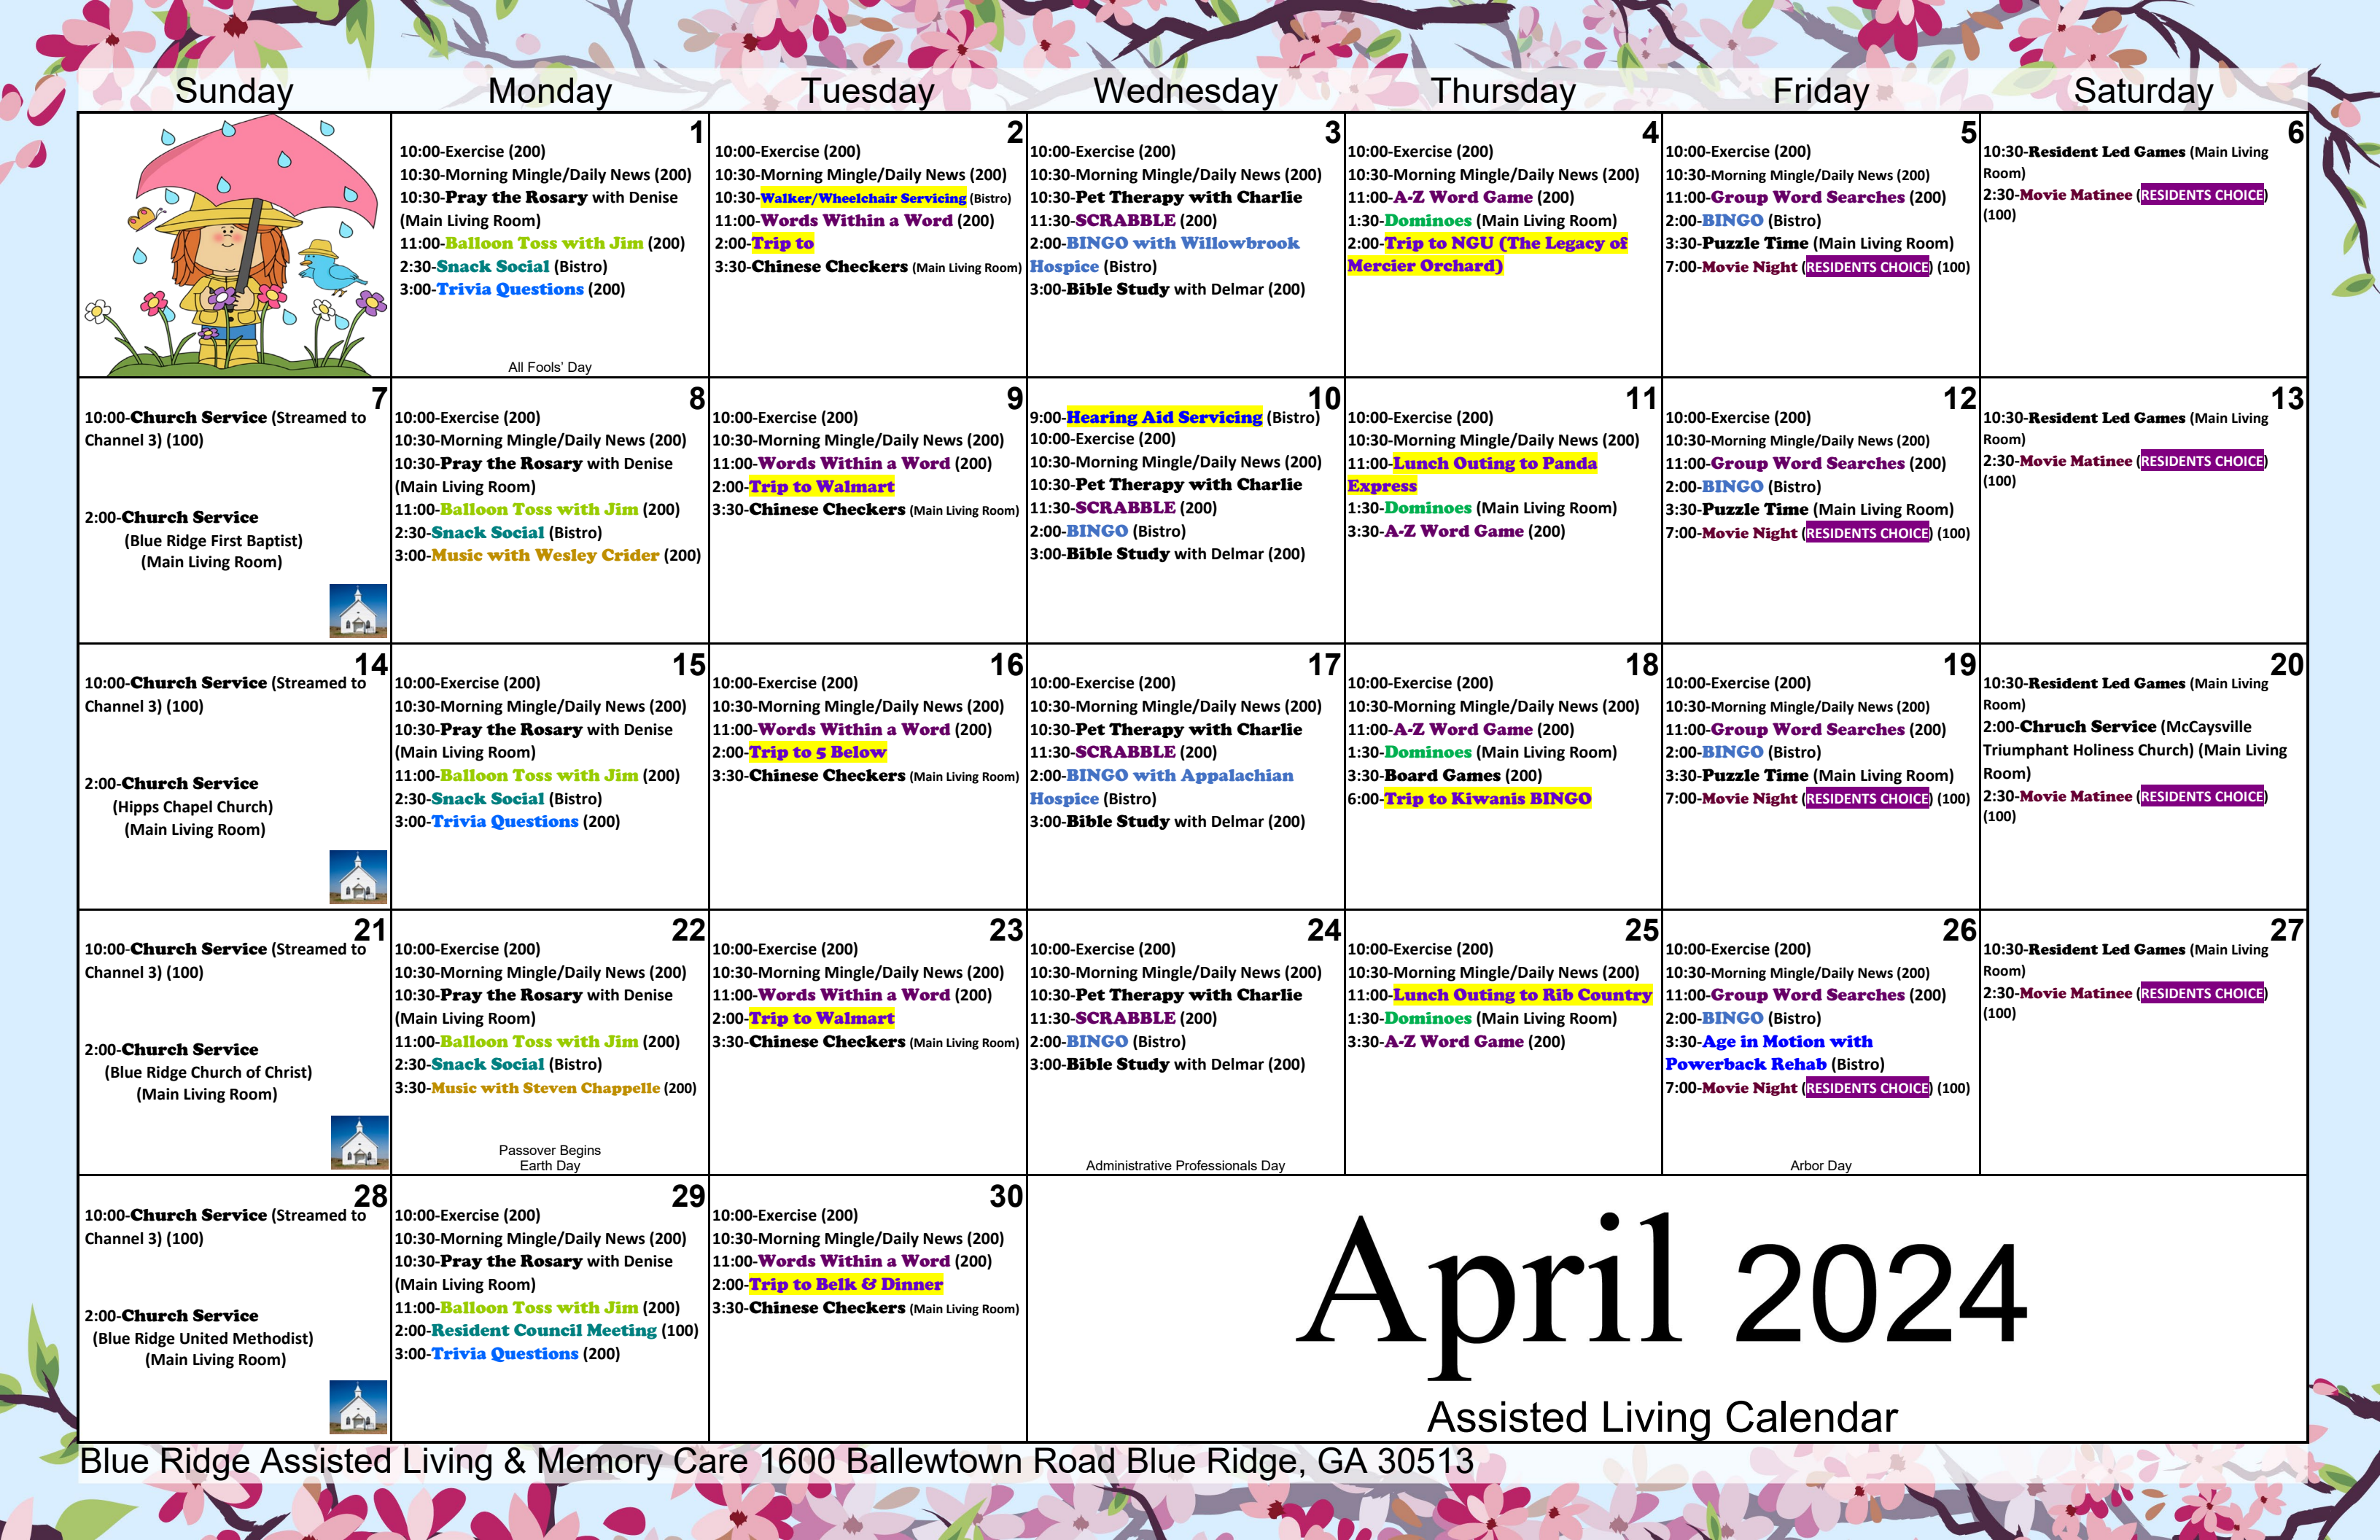 Sunday Monday Tuesday Wednesday Thursday Friday Saturday
1
10:00-Exercise (200)
10:30-Morning Mingle/Daily News (200)
10:30-Pray the Rosary with Denise
(Main Living Room)
11:00-Balloon Toss with Jim (200)
2:30-Snack Social (Bistro)
3:00-Trivia Questions (200)
All Fools' Day
2
10:00-Exercise (200)
10:30-Morning Mingle/Daily News (200)
10:30-Walker/Wheelchair Servicing (Bistro)
11:00-Words Within a Word (200)
2:00-Trip to
3:30-Chinese Checkers (Main Living Room)
3
10:00-Exercise (200)
10:30-Morning Mingle/Daily News (200)
10:30-Pet Therapy with Charlie
11:30-SCRABBLE (200)
2:00-BINGO with Willowbrook
Hospice (Bistro)
3:00-Bible Study with Delmar (200)
4
10:00-Exercise (200)
10:30-Morning Mingle/Daily News (200)
11:00-A-Z Word Game (200)
1:30-Dominoes (Main Living Room)
2:00-Trip to NGU (The Legacy of
Mercier Orchard)
5
10:00-Exercise (200)
10:30-Morning Mingle/Daily News (200)
11:00-Group Word Searches (200)
2:00-BINGO (Bistro)
3:30-Puzzle Time (Main Living Room)
7:00-Movie Night (RESIDENTS CHOICE) (100)
6
10:30-Resident Led Games (Main Living
Room)
2:30-Movie Matinee (RESIDENTS CHOICE)
(100)
7
10:00-Church Service (Streamed to
Channel 3) (100)
2:00-Church Service
(Blue Ridge First Baptist)
(Main Living Room)
8
10:00-Exercise (200)
10:30-Morning Mingle/Daily News (200)
10:30-Pray the Rosary with Denise
(Main Living Room)
11:00-Balloon Toss with Jim (200)
2:30-Snack Social (Bistro)
3:00-Music with Wesley Crider (200)
9
10:00-Exercise (200)
10:30-Morning Mingle/Daily News (200)
11:00-Words Within a Word (200)
2:00-Trip to Walmart
3:30-Chinese Checkers (Main Living Room)
10
9:00-Hearing Aid Servicing (Bistro)
10:00-Exercise (200)
10:30-Morning Mingle/Daily News (200)
10:30-Pet Therapy with Charlie
11:30-SCRABBLE (200)
2:00-BINGO (Bistro)
3:00-Bible Study with Delmar (200)
11
10:00-Exercise (200)
10:30-Morning Mingle/Daily News (200)
11:00-Lunch Outing to Panda
Express
1:30-Dominoes (Main Living Room)
3:30-A-Z Word Game (200)
12
10:00-Exercise (200)
10:30-Morning Mingle/Daily News (200)
11:00-Group Word Searches (200)
2:00-BINGO (Bistro)
3:30-Puzzle Time (Main Living Room)
7:00-Movie Night (RESIDENTS CHOICE) (100)
13
10:30-Resident Led Games (Main Living
Room)
2:30-Movie Matinee (RESIDENTS CHOICE)
(100)
14
10:00-Church Service (Streamed to
Channel 3) (100)
2:00-Church Service
(Hipps Chapel Church)
(Main Living Room)
15
10:00-Exercise (200)
10:30-Morning Mingle/Daily News (200)
10:30-Pray the Rosary with Denise
(Main Living Room)
11:00-Balloon Toss with Jim (200)
2:30-Snack Social (Bistro)
3:00-Trivia Questions (200)
16
10:00-Exercise (200)
10:30-Morning Mingle/Daily News (200)
11:00-Words Within a Word (200)
2:00-Trip to 5 Below
3:30-Chinese Checkers (Main Living Room)
17
10:00-Exercise (200)
10:30-Morning Mingle/Daily News (200)
10:30-Pet Therapy with Charlie
11:30-SCRABBLE (200)
2:00-BINGO with Appalachian
Hospice (Bistro)
3:00-Bible Study with Delmar (200)
18
10:00-Exercise (200)
10:30-Morning Mingle/Daily News (200)
11:00-A-Z Word Game (200)
1:30-Dominoes (Main Living Room)
3:30-Board Games (200)
6:00-Trip to Kiwanis BINGO
19
10:00-Exercise (200)
10:30-Morning Mingle/Daily News (200)
11:00-Group Word Searches (200)
2:00-BINGO (Bistro)
3:30-Puzzle Time (Main Living Room)
7:00-Movie Night (RESIDENTS CHOICE) (100)
20
10:30-Resident Led Games (Main Living
Room)
2:00-Chruch Service (McCaysville
Triumphant Holiness Church) (Main Living
Room)
2:30-Movie Matinee (RESIDENTS CHOICE)
(100)
21
10:00-Church Service (Streamed to
Channel 3) (100)
2:00-Church Service
(Blue Ridge Church of Christ)
(Main Living Room)
22
10:00-Exercise (200)
10:30-Morning Mingle/Daily News (200)
10:30-Pray the Rosary with Denise
(Main Living Room)
11:00-Balloon Toss with Jim (200)
2:30-Snack Social (Bistro)
3:30-Music with Steven Chappelle (200)
Passover Begins
Earth Day
23
10:00-Exercise (200)
10:30-Morning Mingle/Daily News (200)
11:00-Words Within a Word (200)
2:00-Trip to Walmart
3:30-Chinese Checkers (Main Living Room)
24
10:00-Exercise (200)
10:30-Morning Mingle/Daily News (200)
10:30-Pet Therapy with Charlie
11:30-SCRABBLE (200)
2:00-BINGO (Bistro)
3:00-Bible Study with Delmar (200)
Administrative Professionals Day
25
10:00-Exercise (200)
10:30-Morning Mingle/Daily News (200)
11:00-Lunch Outing to Rib Country
1:30-Dominoes (Main Living Room)
3:30-A-Z Word Game (200)
26
10:00-Exercise (200)
10:30-Morning Mingle/Daily News (200)
11:00-Group Word Searches (200)
2:00-BINGO (Bistro)
3:30-Age in Motion with
Powerback Rehab (Bistro)
7:00-Movie Night (RESIDENTS CHOICE) (100)
Arbor Day
27
10:30-Resident Led Games (Main Living
Room)
2:30-Movie Matinee (RESIDENTS CHOICE)
(100)
28
10:00-Church Service (Streamed to
Channel 3) (100)
2:00-Church Service
(Blue Ridge United Methodist)
(Main Living Room)
29
10:00-Exercise (200)
10:30-Morning Mingle/Daily News (200)
10:30-Pray the Rosary with Denise
(Main Living Room)
11:00-Balloon Toss with Jim (200)
2:00-Resident Council Meeting (100)
3:00-Trivia Questions (200)
30
10:00-Exercise (200)
10:30-Morning Mingle/Daily News (200)
11:00-Words Within a Word (200)
2:00-Trip to Belk & Dinner
3:30-Chinese Checkers (Main Living Room)
April 2024
Assisted Living Calendar
Blue Ridge Assisted Living & Memory Care 1600 Ballewtown Road Blue Ridge, GA 30513